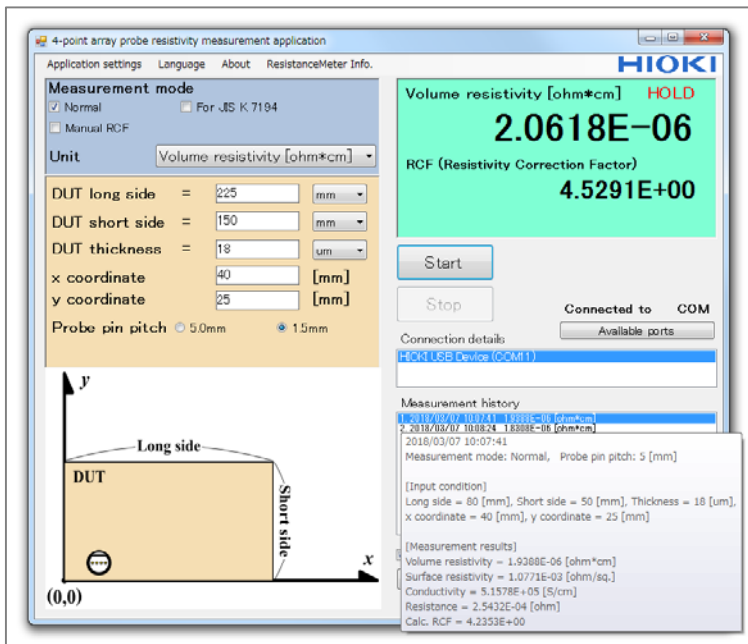 4-point array probe resistivity measurement application
Application settings Language About ResistanceMeter Info.
HIOKI
Measurement mode
Normal For JIS K 7194
Manual RCF
Unit Volume resistivity [ohm*cm]
DUT long side = 225 mm
DUT short side = 150 mm
DUT thickness = 18 um
x coordinate 40 [mm]
y coordinate 25 [mm]
Probe pin pitch 5.0mm 1.5mm
Volume resistivity [ohm*cm] HOLD
2.0618E-06
RCF (Resistivity Correction Factor)
4.5291E+00
Start
Stop
Connected to COM
Available ports
Connection details
HIOKI USB Device (COM11)
Measurement history
1. 2018/03/07 10:07:41 1.9388E-06 [ohm*cm]
2. 2018/03/07 10:08:24 1.8308E-06 [ohm*cm]
2018/03/07 10:07:41
Measurement mode: Normal, Probe pin pitch: 5 [mm]
[Input condition]
Long side = 80 [mm], Short side = 50 [mm], Thickness = 18 [um],
x coordinate = 40 [mm], y coordinate = 25 [mm]
[Measurement results]
Volume resistivity = 1.9388E-06 [ohm*cm]
Surface resistivity = 1.0771E-03 [ohm/sq.]
Conductivity = 5.1578E+05 [S/cm]
Resistance = 2.5432E-04 [ohm]
Calc. RCF = 4.2353E+00
y
Long side
DUT
Short side
x
(0,0)